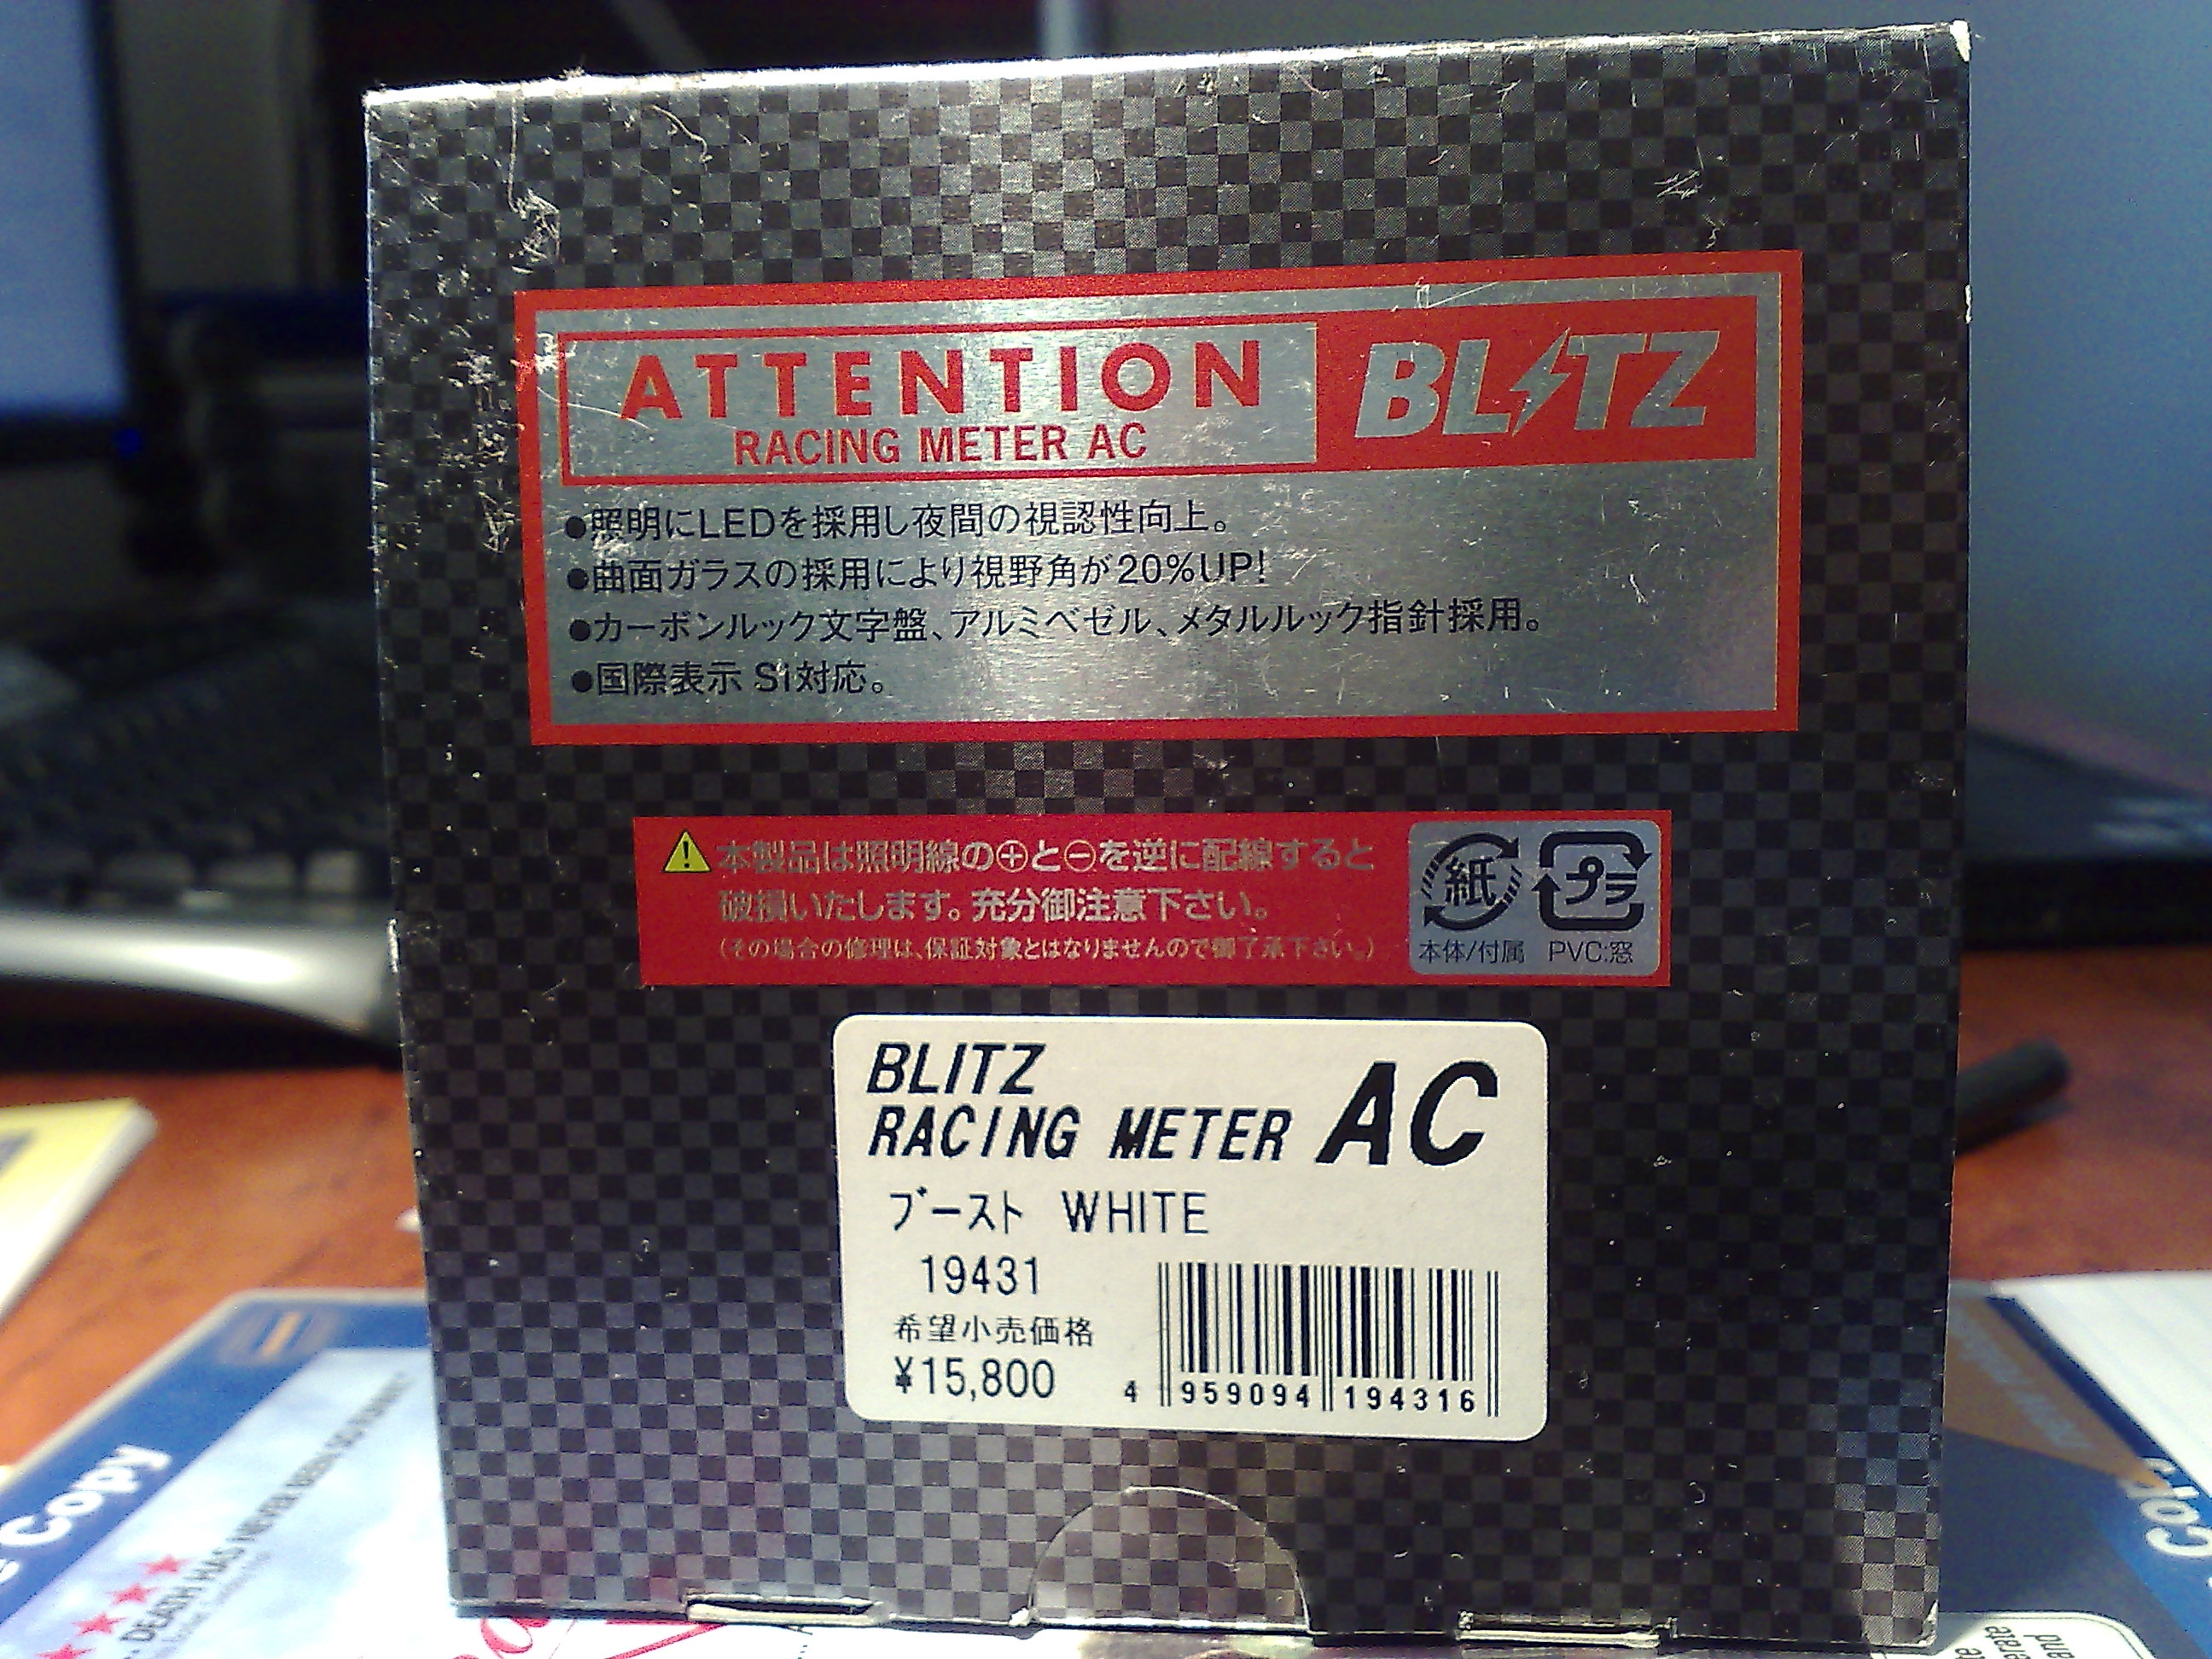 ATTENTION
RACING METER AC
BLITZ
●照明にLEDを採用し夜間の視認性向上。
●曲面ガラスの採用により視野角が20%UP!
●カーボンルック文字盤、アルミベゼル、メタルルック指針採用。
●国際表示 Si対応。
本製品は照明線の⊕と⊖を逆に配線すると
破損いたします。充分御注意下さい。
(その場合の修理は、保証対象とはなりませんので御了承下さい。)
紙
プラ
本体/付属 PVC:窓
BLITZ
RACING METER AC
ブースト WHITE
19431
希望小売価格
¥15,800
4 959094 194316
Copy
DEATH HAS NEVER BEEN SO FUNNY!